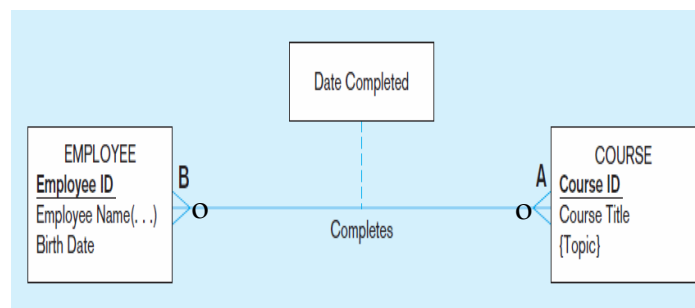 Date Completed
EMPLOYEE
Employee ID
Employee Name(. . .)
Birth Date
B
O
Completes
O
A
COURSE
Course ID
Course Title
{Topic}